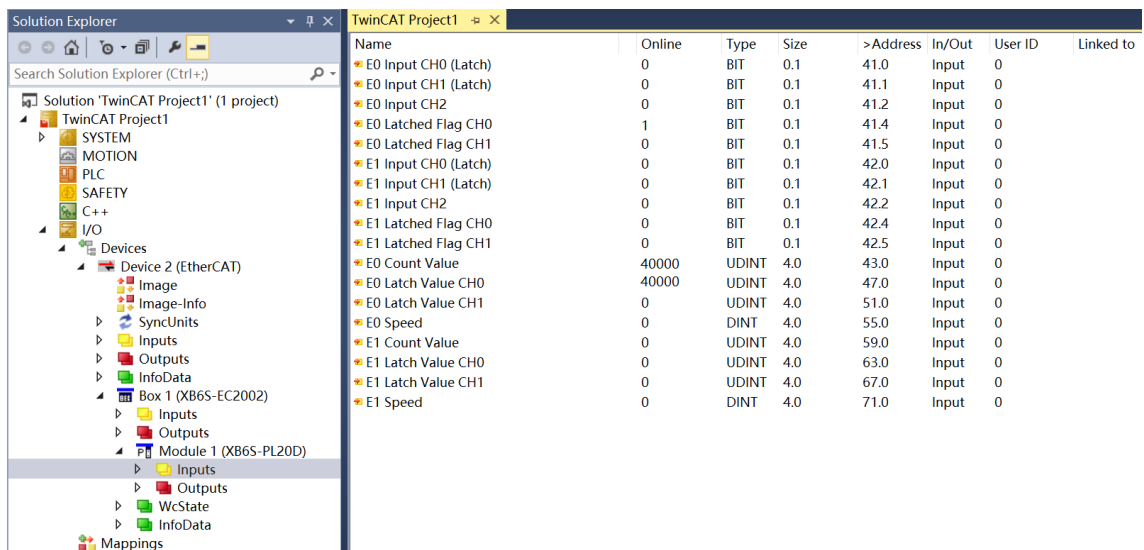 Solution Explorer
Search Solution Explorer (Ctrl+;)
Solution 'TwinCAT Project1' (1 project)
TwinCAT Project1
SYSTEM
MOTION
PLC
SAFETY
C++
I/O
Devices
Device 2 (EtherCAT)
Image
Image-Info
SyncUnits
Inputs
Outputs
InfoData
Box 1 (XB6S-EC2002)
Inputs
Outputs
Module 1 (XB6S-PL20D)
Inputs
Outputs
WcState
InfoData
Mappings
TwinCAT Project1
Name Online Type Size >Address In/Out User ID Linked to
E0 Input CH0 (Latch) 0 BIT 0.1 41.0 Input 0
E0 Input CH1 (Latch) 0 BIT 0.1 41.1 Input 0
E0 Input CH2 0 BIT 0.1 41.2 Input 0
E0 Latched Flag CH0 1 BIT 0.1 41.4 Input 0
E0 Latched Flag CH1 0 BIT 0.1 41.5 Input 0
E1 Input CH0 (Latch) 0 BIT 0.1 42.0 Input 0
E1 Input CH1 (Latch) 0 BIT 0.1 42.1 Input 0
E1 Input CH2 0 BIT 0.1 42.2 Input 0
E1 Latched Flag CH0 0 BIT 0.1 42.4 Input 0
E1 Latched Flag CH1 0 BIT 0.1 42.5 Input 0
E0 Count Value 40000 UDINT 4.0 43.0 Input 0
E0 Latch Value CH0 40000 UDINT 4.0 47.0 Input 0
E0 Latch Value CH1 0 UDINT 4.0 51.0 Input 0
E0 Speed 0 DINT 4.0 55.0 Input 0
E1 Count Value 0 UDINT 4.0 59.0 Input 0
E1 Latch Value CH0 0 UDINT 4.0 63.0 Input 0
E1 Latch Value CH1 0 UDINT 4.0 67.0 Input 0
E1 Speed 0 DINT 4.0 71.0 Input 0